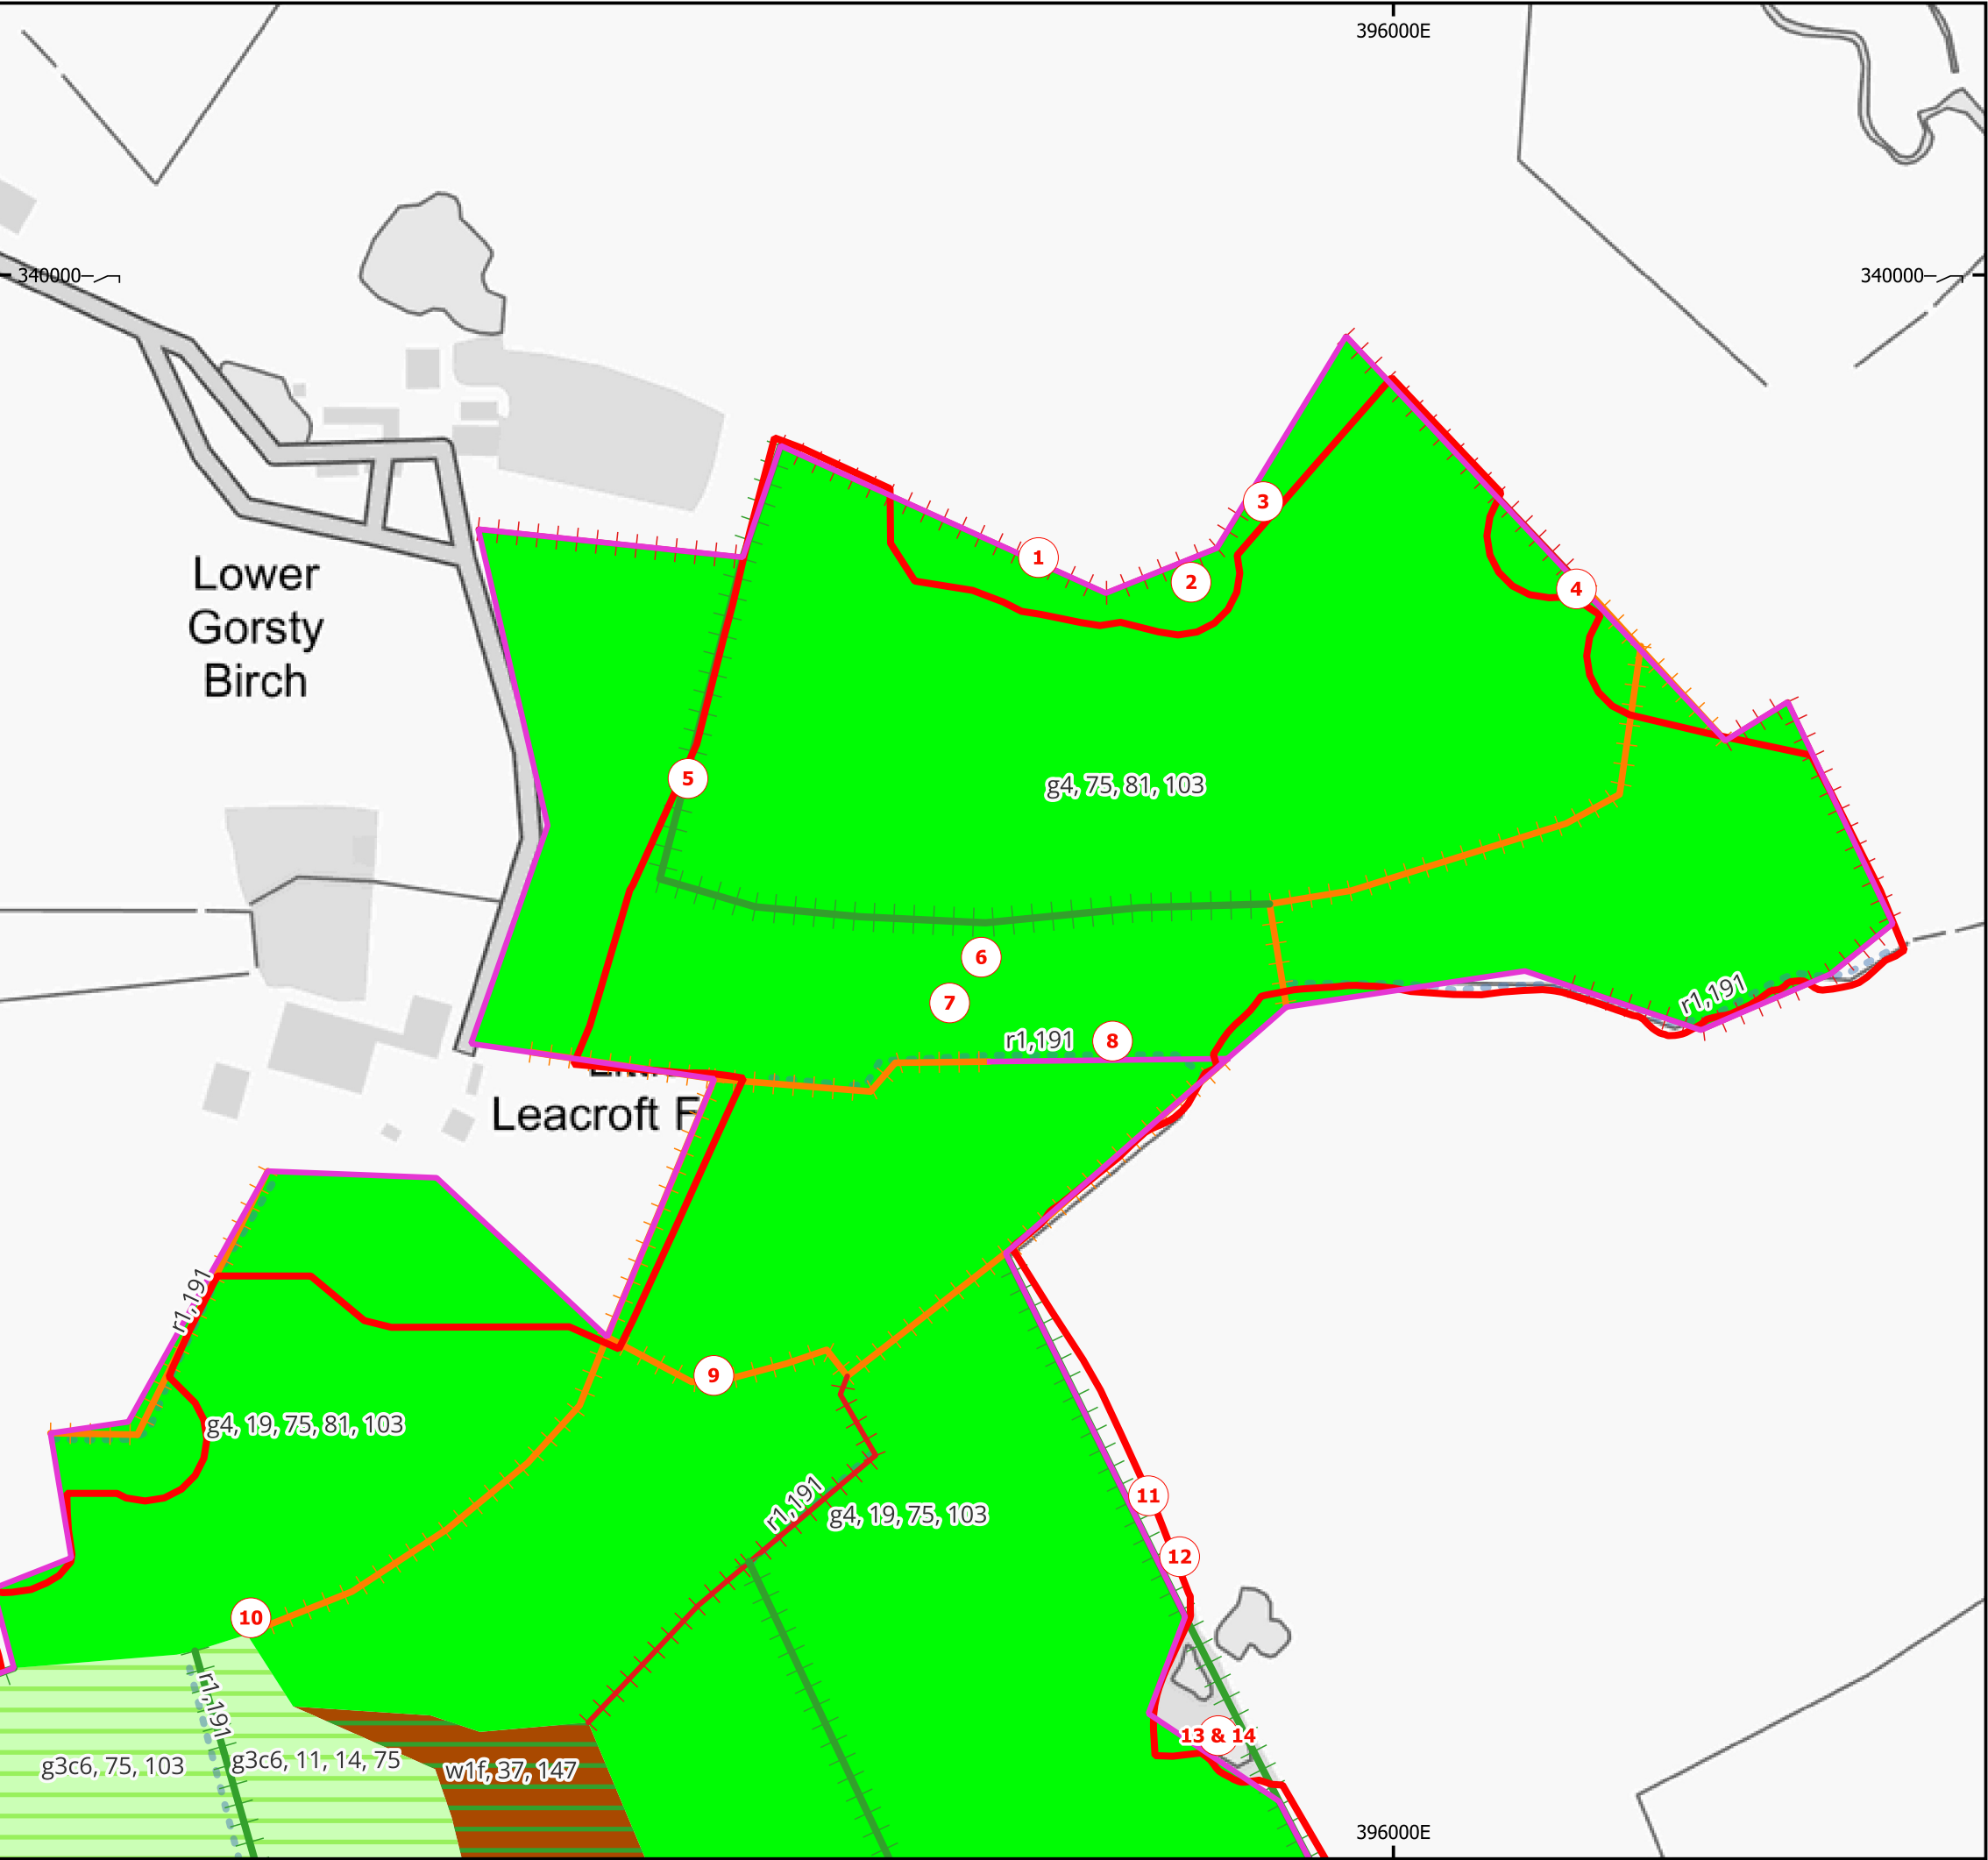 396000E
340000
340000
Lower
Gorsty
Birch
1
2
3
4
5
g4, 75, 81, 103
6
7
r1,191
8
r1,191
Leacroft F
r1,191
9
g4, 19, 75, 81, 103
r1,191
g4, 19, 75, 103
11
12
10
r1,191
13 & 14
g3c6, 75, 103
g3c6, 11, 14, 75
w1f, 37, 147
396000E